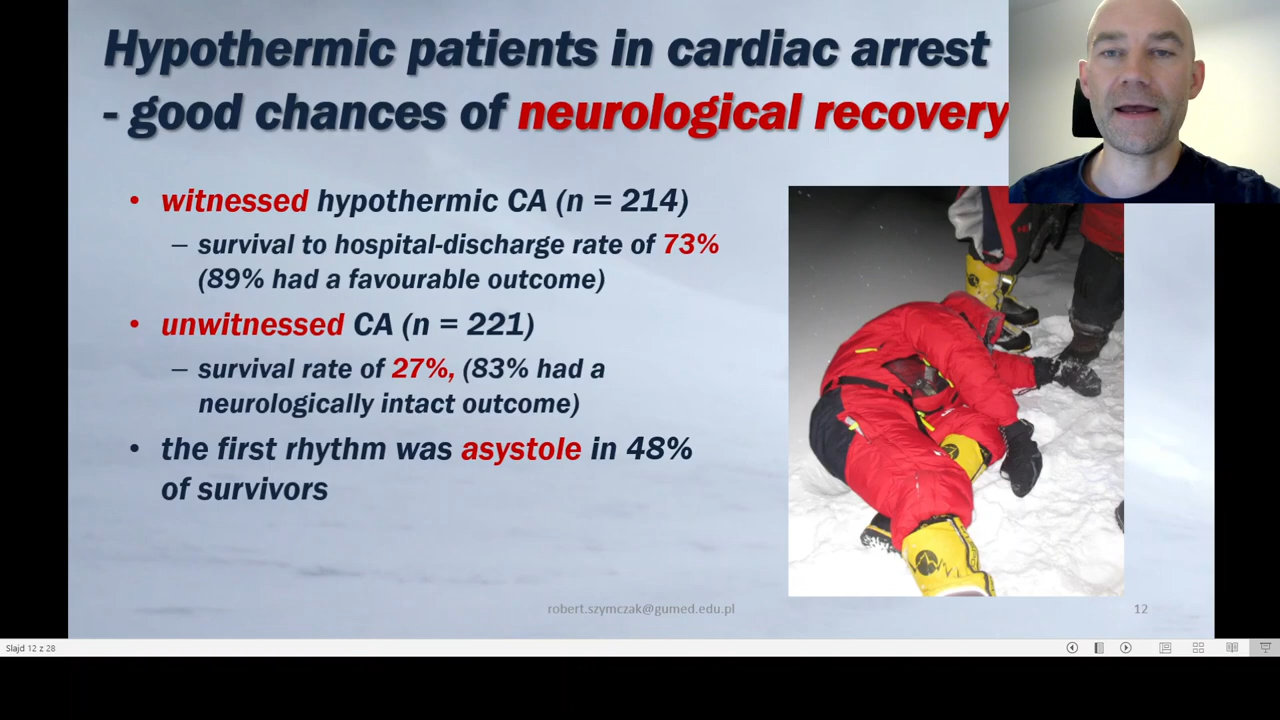 Hypothermic patients in cardiac arrest
- good chances of neurological recovery
• witnessed hypothermic CA (n = 214)
– survival to hospital-discharge rate of 73%
(89% had a favourable outcome)
• unwitnessed CA (n = 221)
– survival rate of 27%, (83% had a
neurologically intact outcome)
• the first rhythm was asystole in 48%
of survivors
robert.szymczak@gumed.edu.pl
12
Slajd 12 z 28